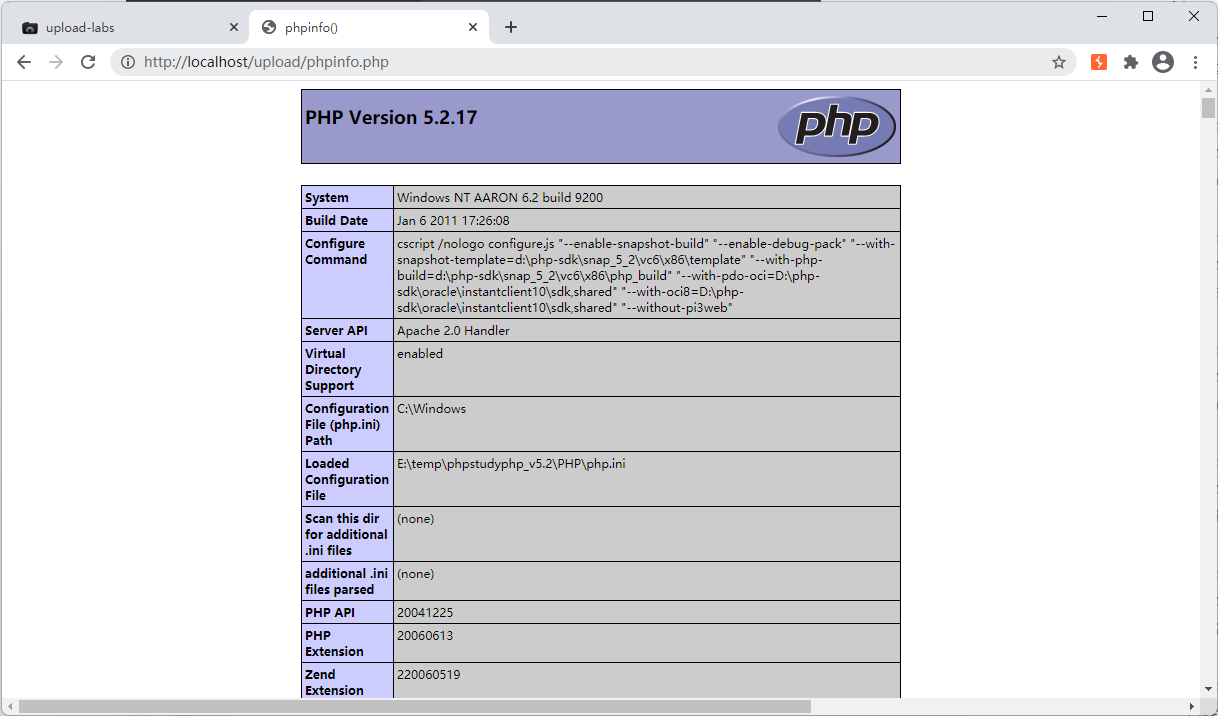 upload-labs
phpinfo()
http://localhost/upload/phpinfo.php
PHP Version 5.2.17
php
System
Windows NT AARON 6.2 build 9200
Build Date
Jan 6 2011 17:26:08
Configure
Command
cscript /nologo configure.js "--enable-snapshot-build" "--enable-debug-pack" "--with-
snapshot-template=d:\php-sdk\snap_5_2\vc6\x86\template" "--with-php-
build=d:\php-sdk\snap_5_2\vc6\x86\php_build" "--with-pdo-oci=D:\php-
sdk\oracle\instantclient10\sdk,shared" "--with-oci8=D:\php-
sdk\oracle\instantclient10\sdk,shared" "--without-pi3web"
Server API
Apache 2.0 Handler
Virtual
Directory
Support
enabled
Configuration
File (php.ini)
Path
C:\Windows
Loaded
Configuration
File
E:\temp\phpstudyphp_v5.2\PHP\php.ini
Scan this dir
for additional
.ini files
(none)
additional .ini
files parsed
(none)
PHP API
20041225
PHP
Extension
20060613
Zend
Extension
220060519